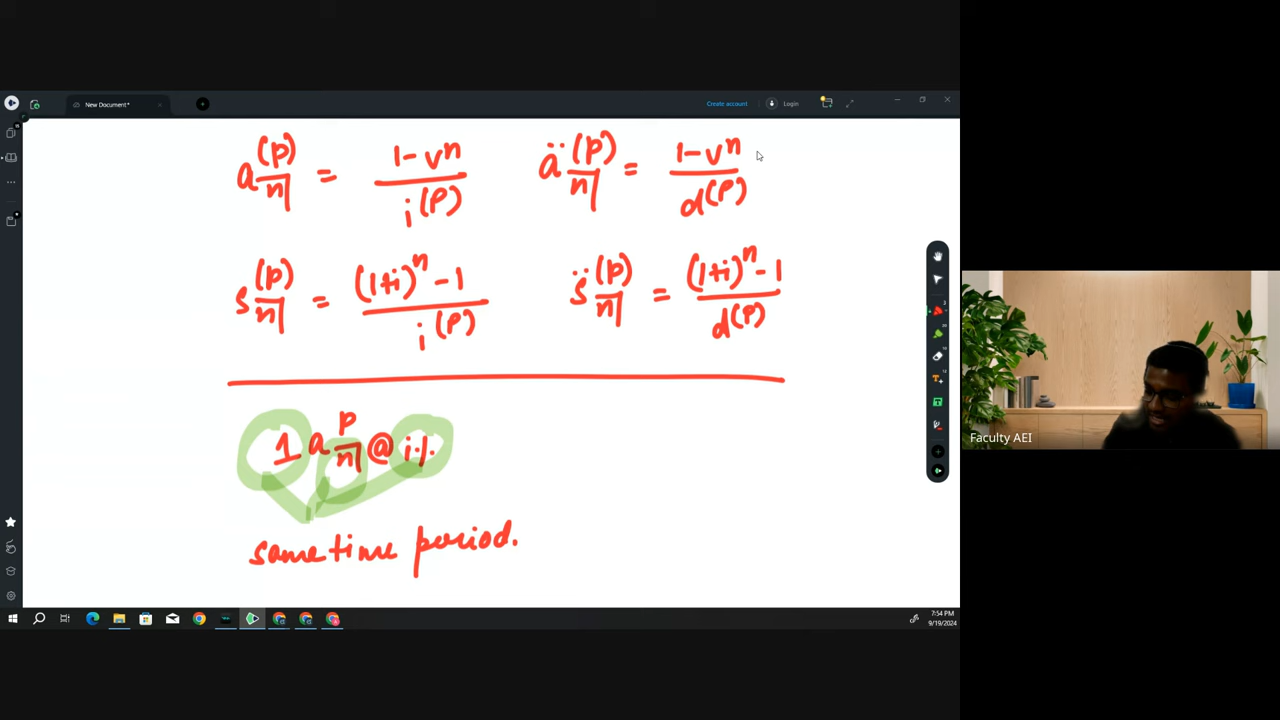 New Document*
Create account
Login
a(p)n| = 1-vn / i(p)
ä(p)n| = 1-vn / d(p)
s(p)n| = (1+i)n-1 / i(p)
s̈(p)n| = (1+i)n-1 / d(p)
1 a p n| @ i%
same time period.
Faculty AEI
7:54 PM
9/19/2024